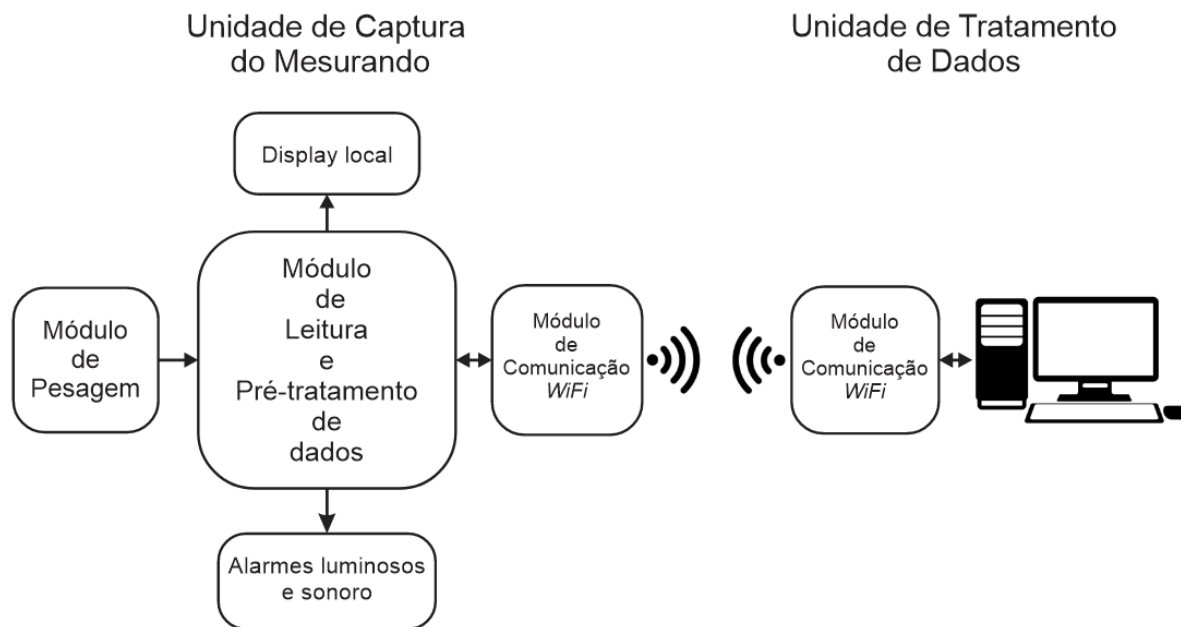 Unidade de Captura
do Mesurando
Unidade de Tratamento
de Dados
Display local
Módulo
de
Pesagem
Módulo
de
Leitura
e
Pré-tratamento
de
dados
Módulo
de
Comunicação
WiFi
Módulo
de
Comunicação
WiFi
Alarmes luminosos
e sonoro